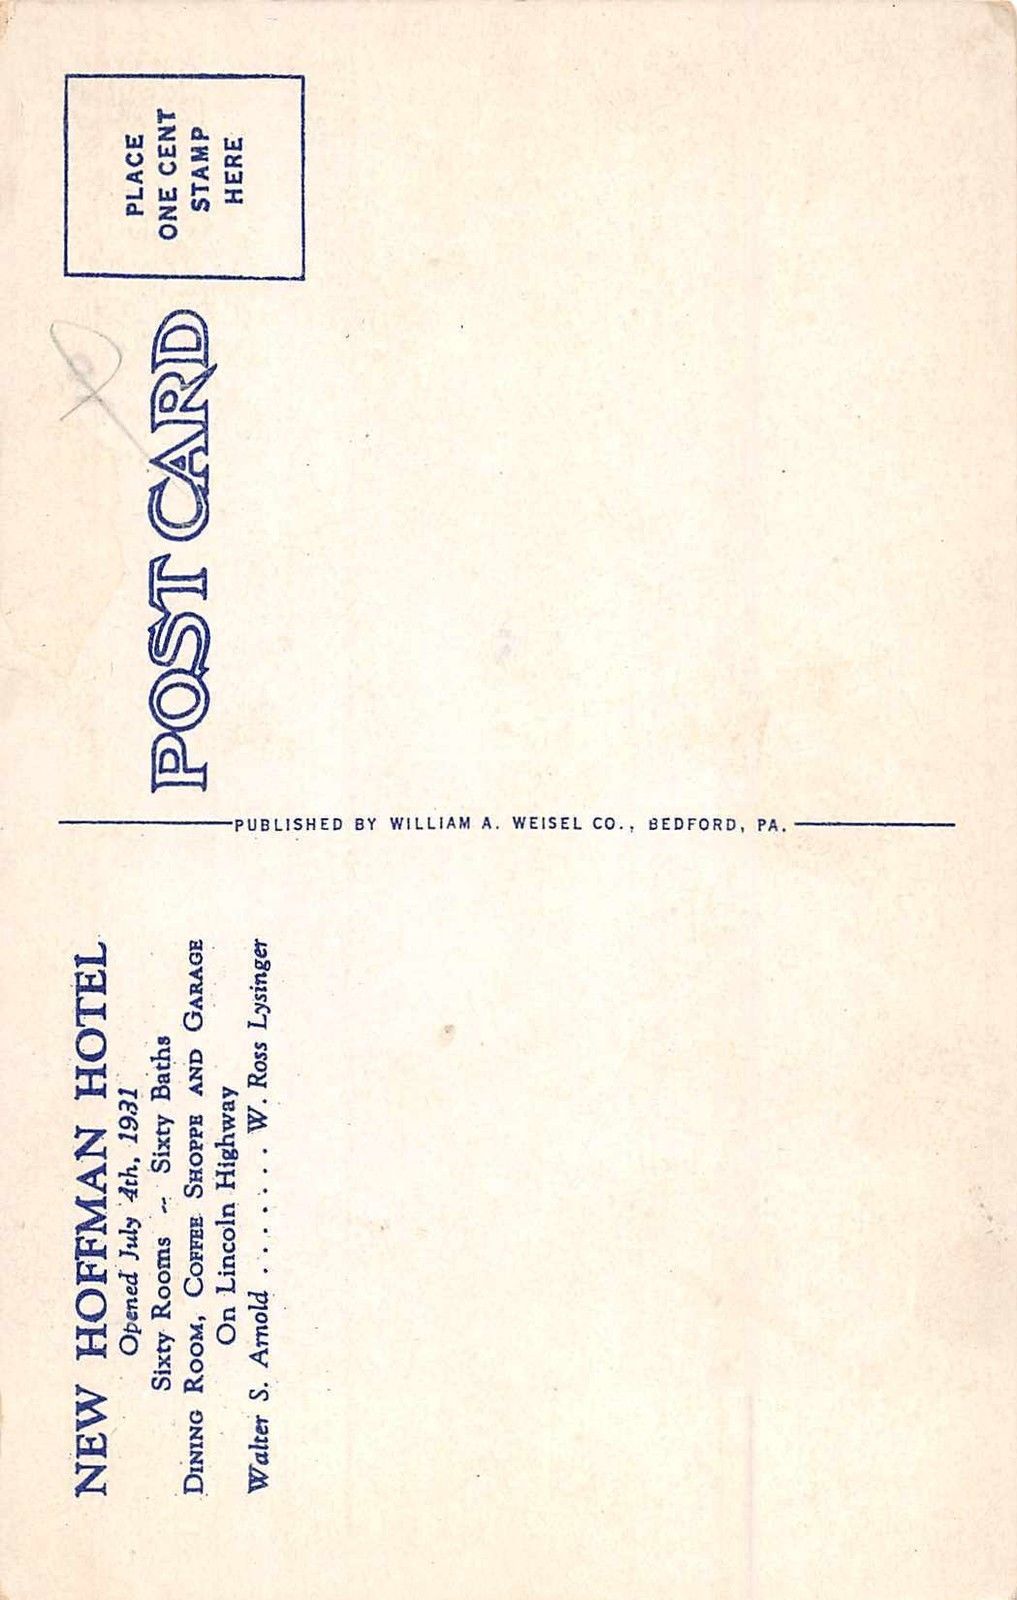 NEW HOFFMAN HOTEL
Opened July 4th, 1931
Sixty Rooms ~ Sixty Baths
DINING ROOM, COFFEE SHOPPE AND GARAGE
On Lincoln Highway
Walter S. Arnold . . . . . . . W. Ross Lysinger
PUBLISHED BY WILLIAM A. WEISEL CO., BEDFORD, PA.
POST CARD
PLACE
ONE CENT
STAMP
HERE